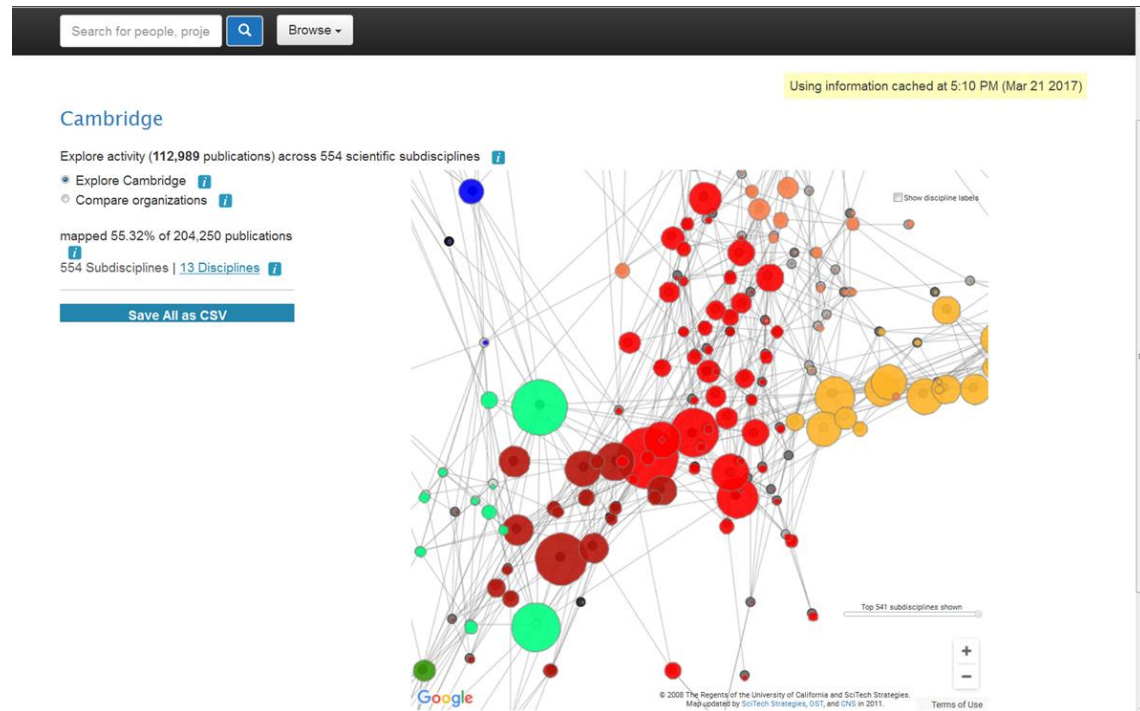 Search for people, proje
Browse
Using information cached at 5:10 PM (Mar 21 2017)
Cambridge
Explore activity (112,989 publications) across 554 scientific subdisciplines i
Explore Cambridge i
Compare organizations i
mapped 55.32% of 204,250 publications
i
554 Subdisciplines | 13 Disciplines i
Save All as CSV
Show discipline labels
Top 541 subdisciplines shown
+
−
Google
© 2008 The Regents of the University of California and SciTech Strategies.
Map updated by SciTech Strategies, OST, and CNS in 2011.
Terms of Use